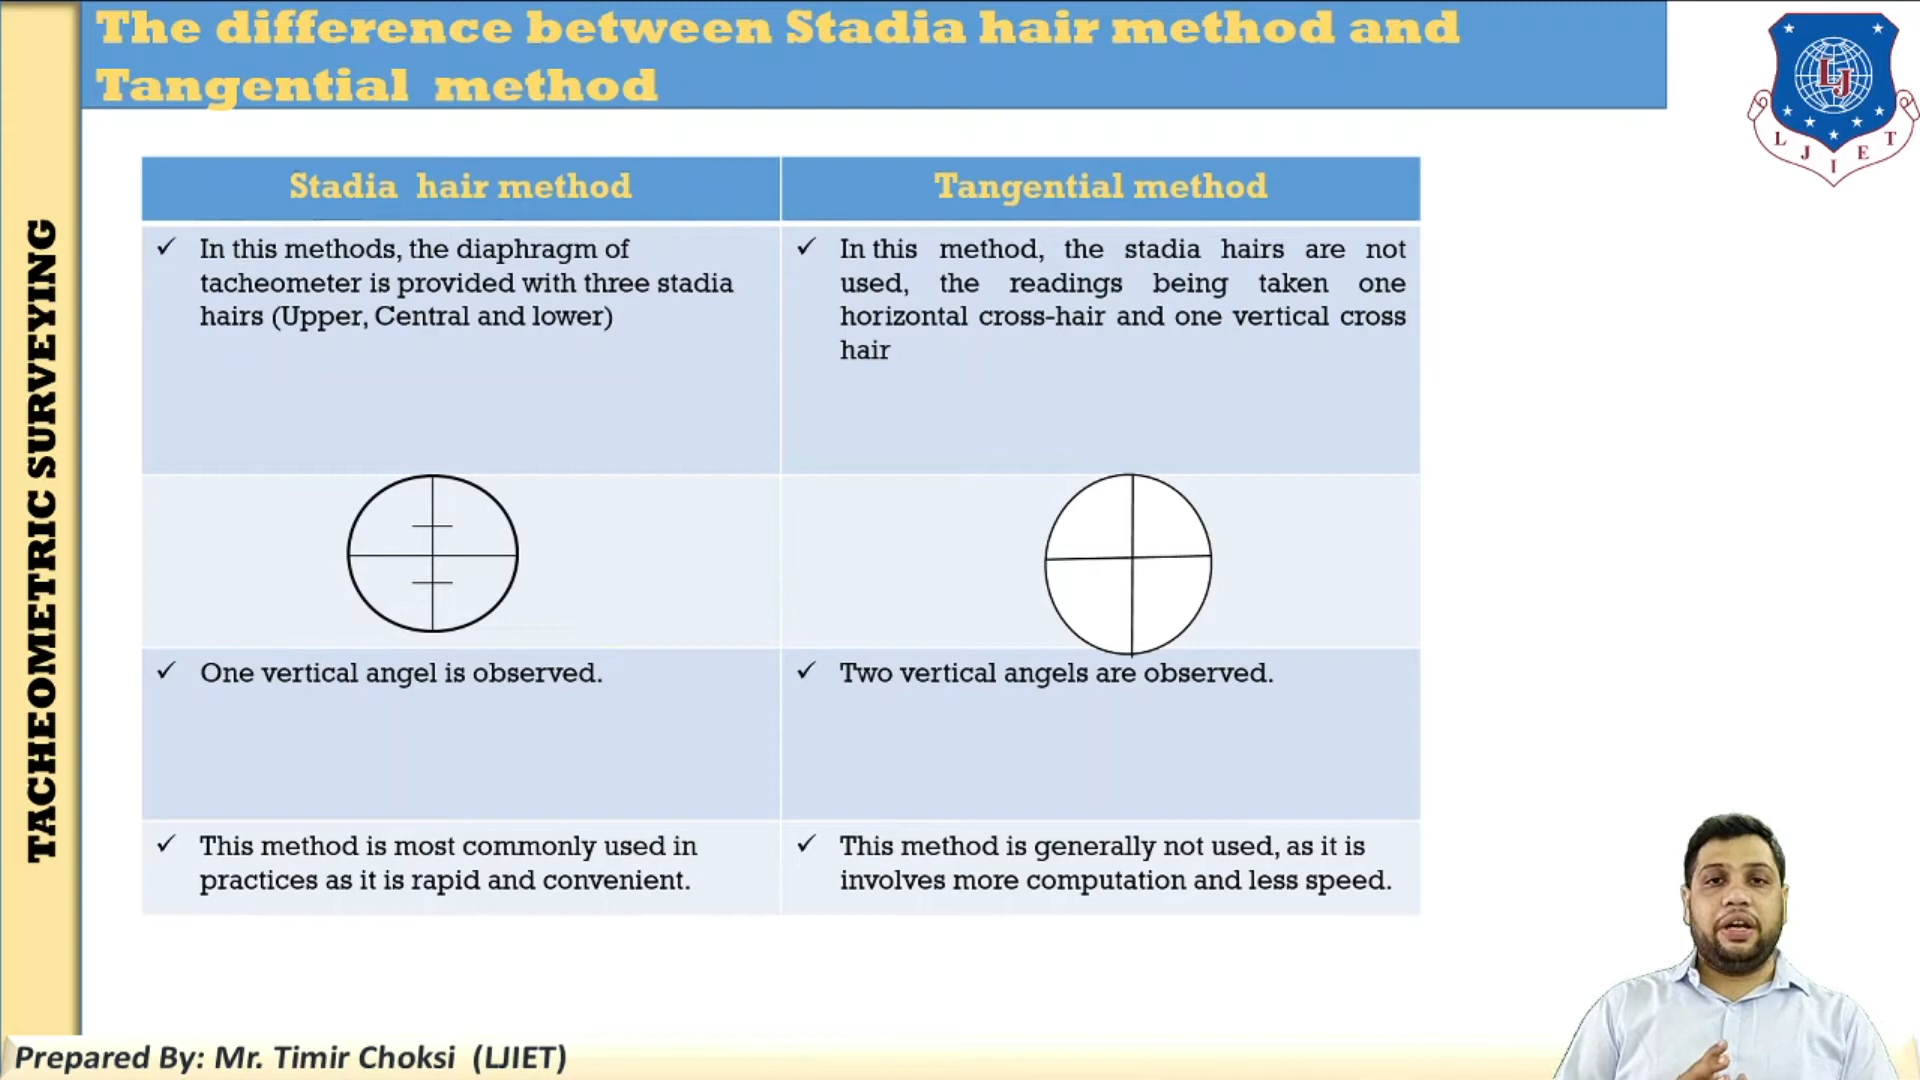 The difference between Stadia hair method and
Tangential method
LJ
L J I E T
TACHEOMETRIC SURVEYING
Stadia hair method
Tangential method
✓ In this methods, the diaphragm of
tacheometer is provided with three stadia
hairs (Upper, Central and lower)
✓ In this method, the stadia hairs are not
used, the readings being taken one
horizontal cross-hair and one vertical cross
hair
✓ One vertical angel is observed.
✓ Two vertical angels are observed.
✓ This method is most commonly used in
practices as it is rapid and convenient.
✓ This method is generally not used, as it is
involves more computation and less speed.
Prepared By: Mr. Timir Choksi (LJIET)